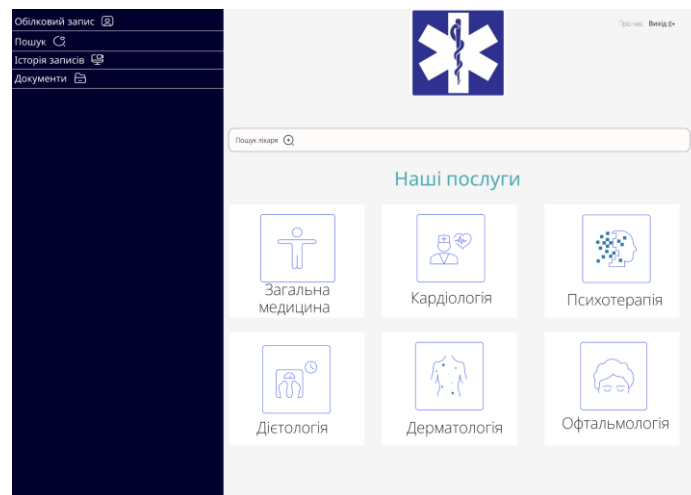 Обілковий запис
Пошук
Історія записів
Документи
Про нас Вихід
Пошук лікаря
Наші послуги
Загальна
медицина
Кардіологія
Психотерапія
Дієтологія
Дерматологія
Офтальмологія